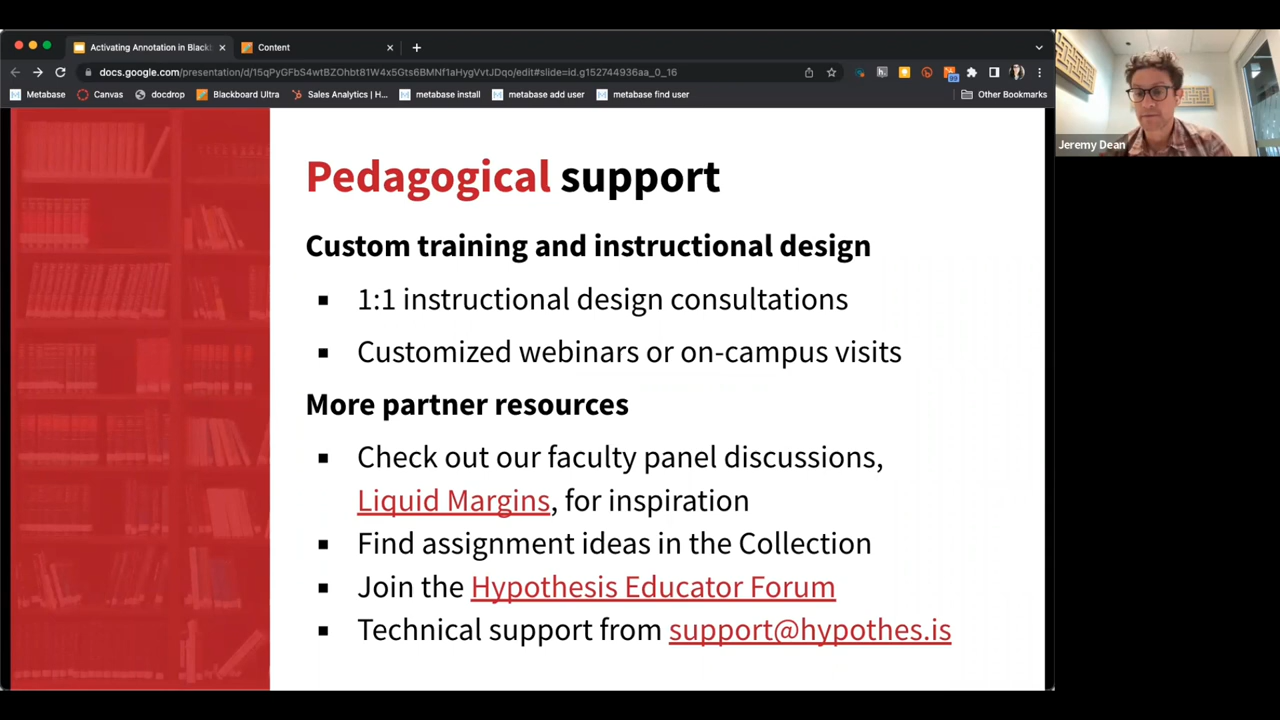 Activating Annotation in Black
Content
docs.google.com/presentation/d/15qPyGFbS4wtBZOhbt81W4x5Gts6BMNf1aHygVvtJDqo/edit#slide=id.g152744936aa_0_16
Metabase
Canvas
docdrop
Blackboard Ultra
Sales Analytics | H...
metabase install
metabase add user
metabase find user
Other Bookmarks
Jeremy Dean
Pedagogical support
Custom training and instructional design
▪ 1:1 instructional design consultations
▪ Customized webinars or on-campus visits
More partner resources
▪ Check out our faculty panel discussions,
Liquid Margins, for inspiration
▪ Find assignment ideas in the Collection
▪ Join the Hypothesis Educator Forum
▪ Technical support from support@hypothes.is